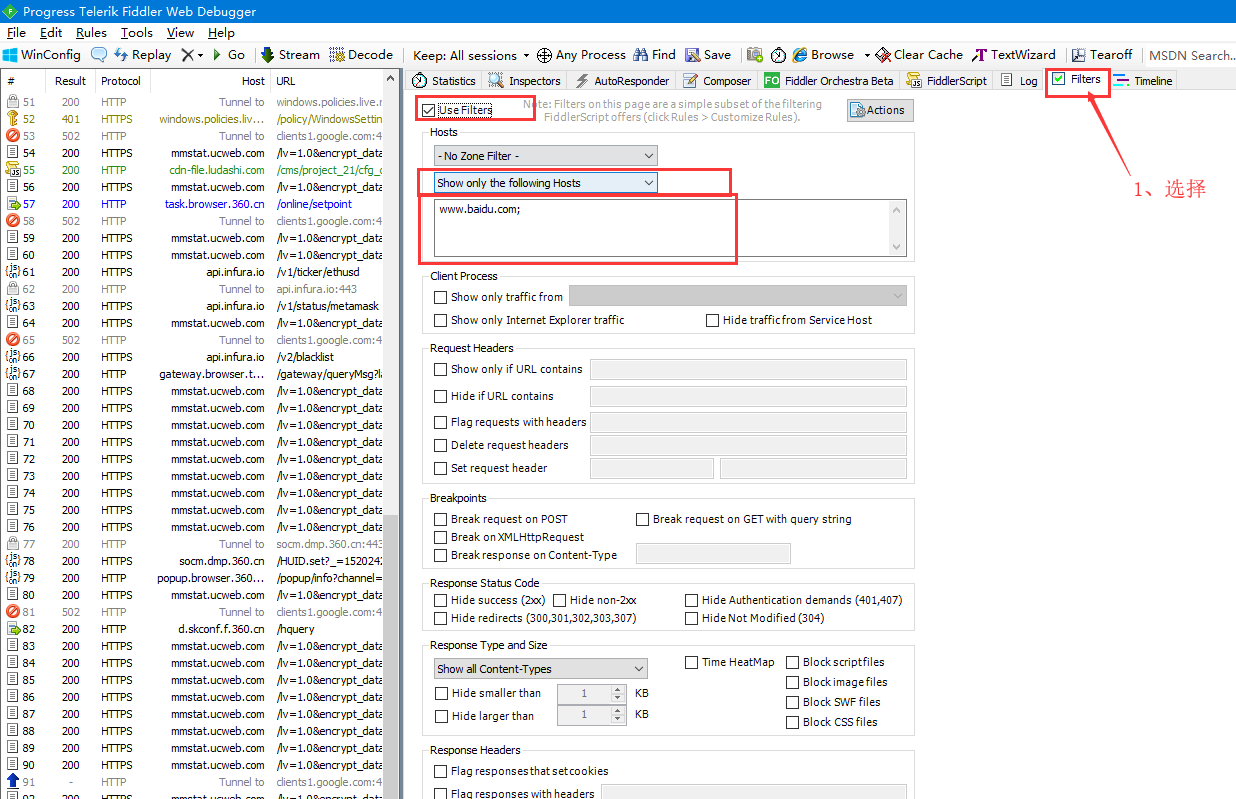 Progress Telerik Fiddler Web Debugger
File Edit Rules Tools View Help
WinConfig Replay Go Stream Decode Keep: All sessions Any Process Find Save Browse Clear Cache TextWizard Tearoff MSDN Search..
# Result Protocol Host URL
51 200 HTTP Tunnel to windows.policies.live.r
52 401 HTTPS windows.policies.liv... /policy/WindowsSettin
53 502 HTTP Tunnel to clients1.google.com:4
54 200 HTTPS mmstat.ucweb.com /lv=1.0&encrypt_data
55 200 HTTP cdn-file.ludashi.com /cms/project_21/cfg_c
56 200 HTTPS mmstat.ucweb.com /lv=1.0&encrypt_data
57 200 HTTP task.browser.360.cn /online/setpoint
58 502 HTTP Tunnel to clients1.google.com:4
59 200 HTTPS mmstat.ucweb.com /lv=1.0&encrypt_data
60 200 HTTPS mmstat.ucweb.com /lv=1.0&encrypt_data
61 200 HTTPS api.infura.io /v1/ticker/ethusd
62 200 HTTP Tunnel to api.infura.io:443
63 200 HTTPS api.infura.io /v1/status/metamask
64 200 HTTPS mmstat.ucweb.com /lv=1.0&encrypt_data
65 502 HTTP Tunnel to clients1.google.com:4
66 200 HTTPS api.infura.io /v2/blacklist
67 200 HTTP gateway.browser.t... /gateway/queryMsg?la
68 200 HTTPS mmstat.ucweb.com /lv=1.0&encrypt_data
69 200 HTTPS mmstat.ucweb.com /lv=1.0&encrypt_data
70 200 HTTPS mmstat.ucweb.com /lv=1.0&encrypt_data
71 200 HTTPS mmstat.ucweb.com /lv=1.0&encrypt_data
72 200 HTTPS mmstat.ucweb.com /lv=1.0&encrypt_data
73 200 HTTPS mmstat.ucweb.com /lv=1.0&encrypt_data
74 200 HTTPS mmstat.ucweb.com /lv=1.0&encrypt_data
75 200 HTTPS mmstat.ucweb.com /lv=1.0&encrypt_data
76 200 HTTPS mmstat.ucweb.com /lv=1.0&encrypt_data
77 200 HTTP Tunnel to socm.dmp.360.cn:443
78 200 HTTPS socm.dmp.360.cn /HUID.set?_=1520242
79 200 HTTP popup.browser.360... /popup/info?channel=
80 200 HTTPS mmstat.ucweb.com /lv=1.0&encrypt_data
81 502 HTTP Tunnel to clients1.google.com:4
82 200 HTTP d.skconf.f.360.cn /hquery
83 200 HTTPS mmstat.ucweb.com /lv=1.0&encrypt_data
84 200 HTTPS mmstat.ucweb.com /lv=1.0&encrypt_data
85 200 HTTPS mmstat.ucweb.com /lv=1.0&encrypt_data
86 200 HTTPS mmstat.ucweb.com /lv=1.0&encrypt_data
87 200 HTTPS mmstat.ucweb.com /lv=1.0&encrypt_data
88 200 HTTPS mmstat.ucweb.com /lv=1.0&encrypt_data
89 200 HTTPS mmstat.ucweb.com /lv=1.0&encrypt_data
90 200 HTTPS mmstat.ucweb.com /lv=1.0&encrypt_data
91 - HTTP Tunnel to clients1.google.com:4
92 200 HTTPS mmstat.ucweb.com /lv=1.0&encrypt_data
Statistics Inspectors AutoResponder Composer FO Fiddler Orchestra Beta FiddlerScript Log Filters Timeline
Use Filters
Note: Filters on this page are a simple subset of the filtering
FiddlerScript offers (click Rules > Customize Rules).
Actions
Hosts
- No Zone Filter -
Show only the following Hosts
www.baidu.com;
1、选择
Client Process
Show only traffic from
Show only Internet Explorer traffic Hide traffic from Service Host
Request Headers
Show only if URL contains
Hide if URL contains
Flag requests with headers
Delete request headers
Set request header
Breakpoints
Break request on POST Break request on GET with query string
Break on XMLHttpRequest
Break response on Content-Type
Response Status Code
Hide success (2xx) Hide non-2xx Hide Authentication demands (401,407)
Hide redirects (300,301,302,303,307) Hide Not Modified (304)
Response Type and Size
Show all Content-Types Time HeatMap Block script files
Block image files
Hide smaller than 1 KB
Block SWF files
Hide larger than 1 KB
Block CSS files
Response Headers
Flag responses that set cookies
Flag responses with headers